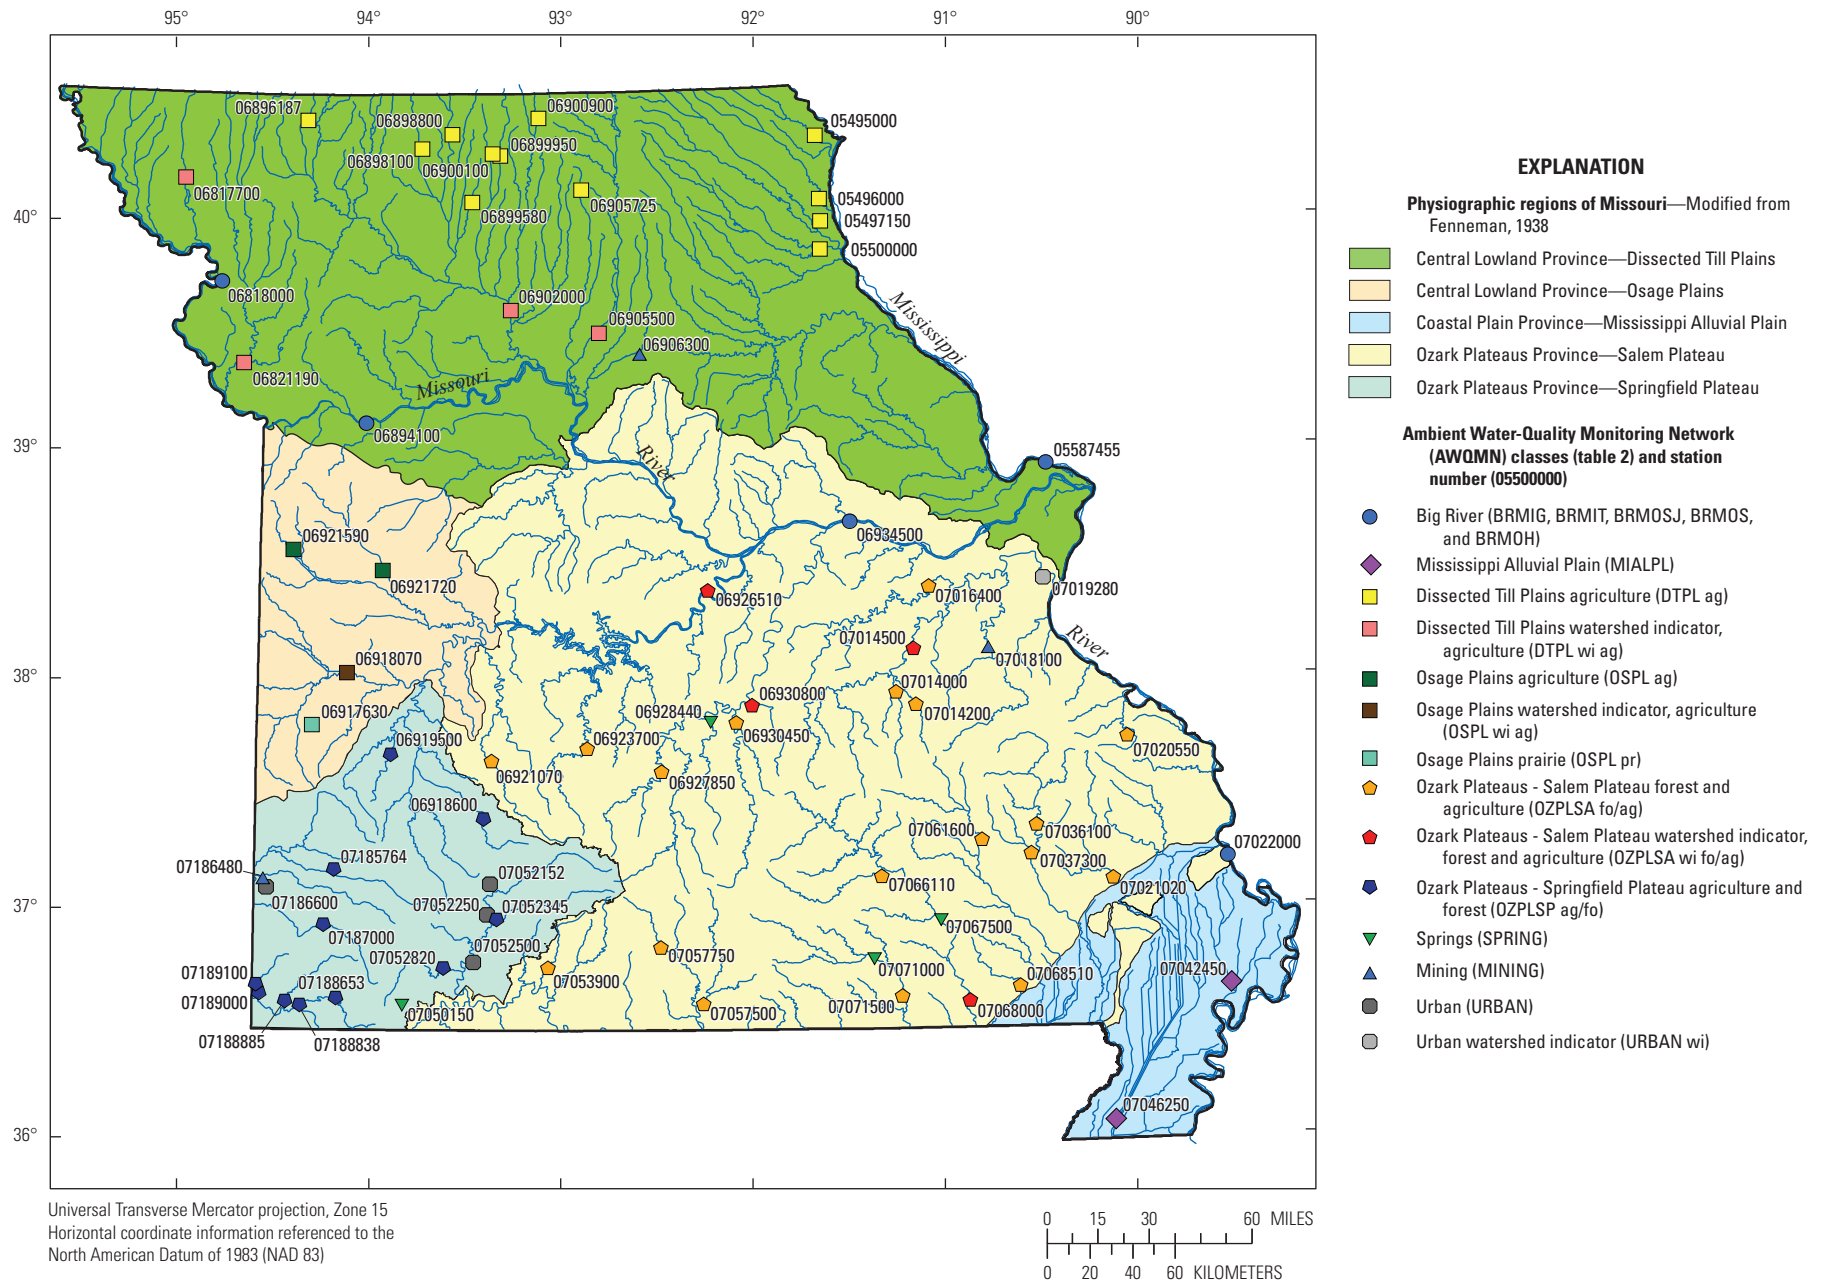 95°
94°
93°
92°
91°
90°
40°
39°
38°
37°
36°
06896187
06898800
06900900
05495000
06898100
06900100
06899950
06817700
06899580
06905725
05496000
05497150
05500000
06818000
06902000
06905500
06906300
06821190
Mississippi
Missouri
06894100
River
05587455
06921590
06934500
06921720
06926510
07016400
07019280
07014500
07018100
River
06918070
06917630
06930800
07014000
06928440
07014200
06919500
06923700
06930450
07020550
06921070
06927850
06918600
07061600
07036100
07022000
07037300
07185764
07186480
07052152
07066110
07021020
07186600
07052250
07052345
07067500
07187000
07052500
07052820
07057750
07189100
07188653
07053900
07071000
07068510
07042450
07189000
07050150
07057500
07071500
07068000
07188885
07188838
07046250
EXPLANATION
Physiographic regions of Missouri—Modified from
Fenneman, 1938
Central Lowland Province—Dissected Till Plains
Central Lowland Province—Osage Plains
Coastal Plain Province—Mississippi Alluvial Plain
Ozark Plateaus Province—Salem Plateau
Ozark Plateaus Province—Springfield Plateau
Ambient Water-Quality Monitoring Network
(AWQMN) classes (table 2) and station
number (05500000)
Big River (BRMIG, BRMIT, BRMOSJ, BRMOS,
and BRMOH)
Mississippi Alluvial Plain (MIALPL)
Dissected Till Plains agriculture (DTPL ag)
Dissected Till Plains watershed indicator,
agriculture (DTPL wi ag)
Osage Plains agriculture (OSPL ag)
Osage Plains watershed indicator, agriculture
(OSPL wi ag)
Osage Plains prairie (OSPL pr)
Ozark Plateaus - Salem Plateau forest and
agriculture (OZPLSA fo/ag)
Ozark Plateaus - Salem Plateau watershed indicator,
forest and agriculture (OZPLSA wi fo/ag)
Ozark Plateaus - Springfield Plateau agriculture and
forest (OZPLSP ag/fo)
Springs (SPRING)
Mining (MINING)
Urban (URBAN)
Urban watershed indicator (URBAN wi)
Universal Transverse Mercator projection, Zone 15
Horizontal coordinate information referenced to the
North American Datum of 1983 (NAD 83)
0 15 30 60 MILES
0 20 40 60 KILOMETERS